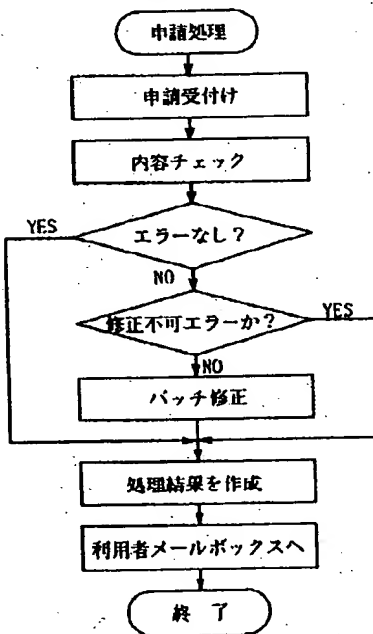 申請処理
申請受付け
内容チェック
YES
エラーなし？
NO
修正不可エラーか？
YES
NO
バッチ修正
処理結果を作成
利用者メールボックスへ
終了